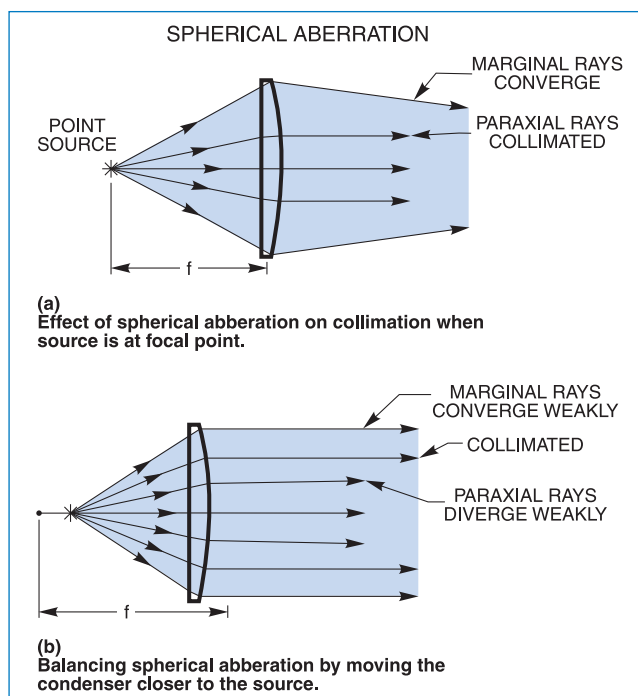 SPHERICAL ABERRATION
MARGINAL RAYS
CONVERGE
POINT
SOURCE
PARAXIAL RAYS
COLLIMATED
f
(a)
Effect of spherical abberation on collimation when
source is at focal point.
MARGINAL RAYS
CONVERGE WEAKLY
COLLIMATED
PARAXIAL RAYS
DIVERGE WEAKLY
f
(b)
Balancing spherical abberation by moving the
condenser closer to the source.